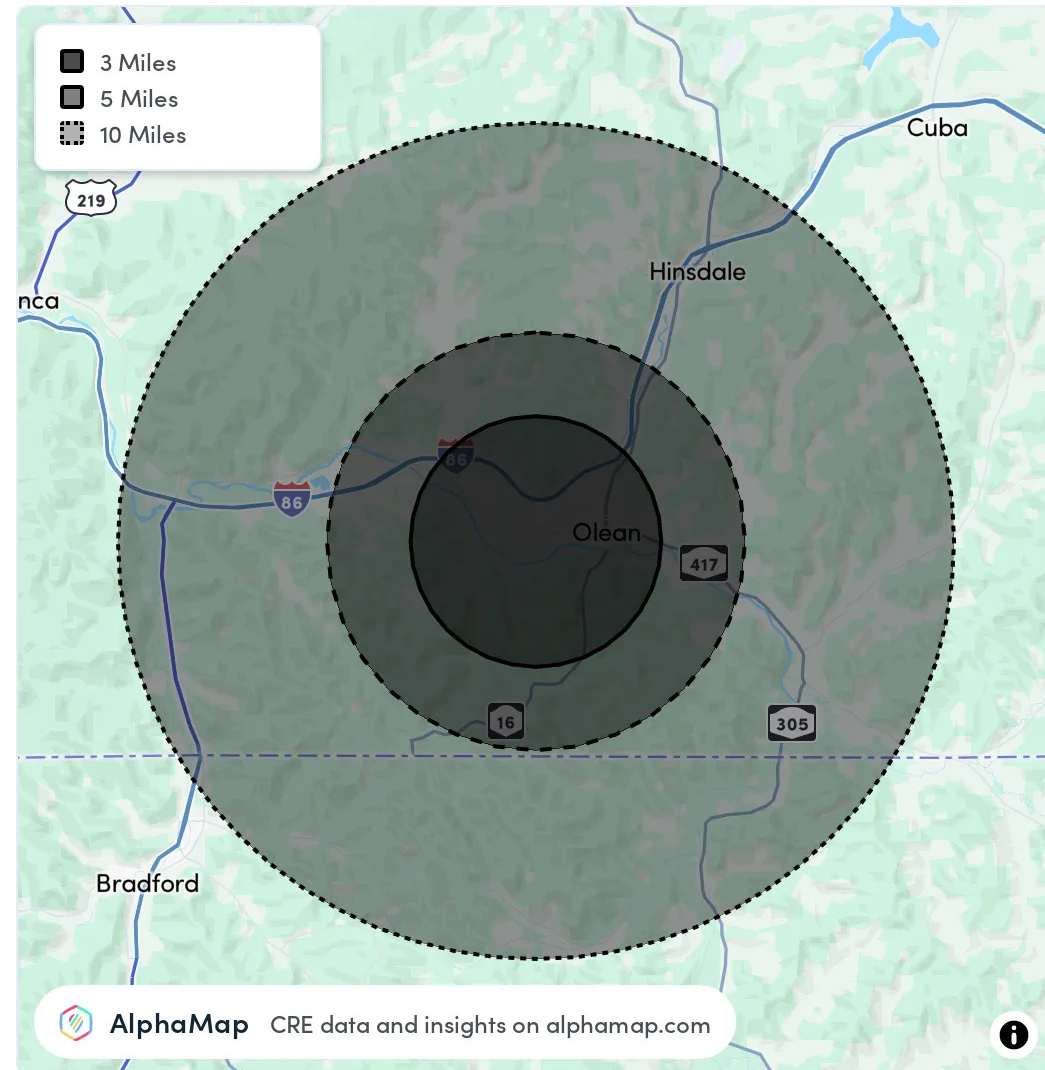 3 Miles
5 Miles
10 Miles
219
Cuba
Hinsdale
nca
86
86
Olean
417
16
305
Bradford
AlphaMap CRE data and insights on alphamap.com
i